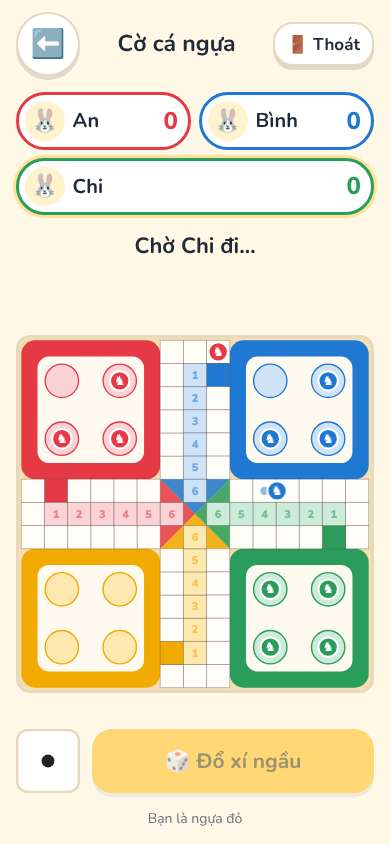 Cờ cá ngựa
Thoát
An 0
Bình 0
Chi 0
Chờ Chi đi...
1
2
3
4
5
6
1 2 3 4 5 6
6 5 4 3 2 1
6
5
4
3
2
1
Đổ xí ngầu
Bạn là ngựa đỏ